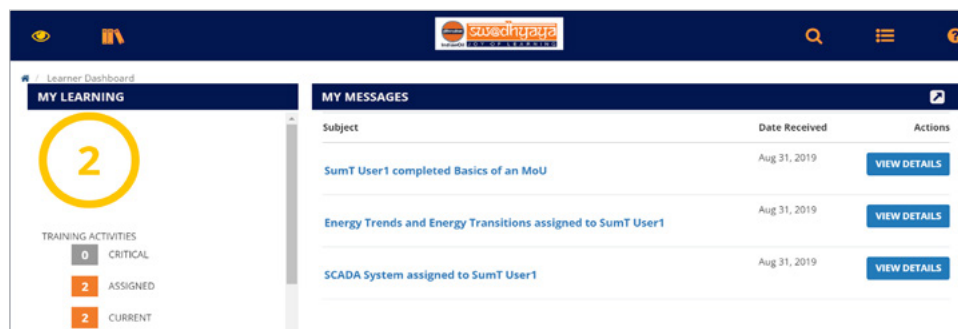 swadhyaya
JOY OF LEARNING
/ Learner Dashboard
MY LEARNING
2
TRAINING ACTIVITIES
0 CRITICAL
2 ASSIGNED
2 CURRENT
MY MESSAGES
Subject Date Received Actions
SumT User1 completed Basics of an MoU Aug 31, 2019 VIEW DETAILS
Energy Trends and Energy Transitions assigned to SumT User1 Aug 31, 2019 VIEW DETAILS
SCADA System assigned to SumT User1 Aug 31, 2019 VIEW DETAILS